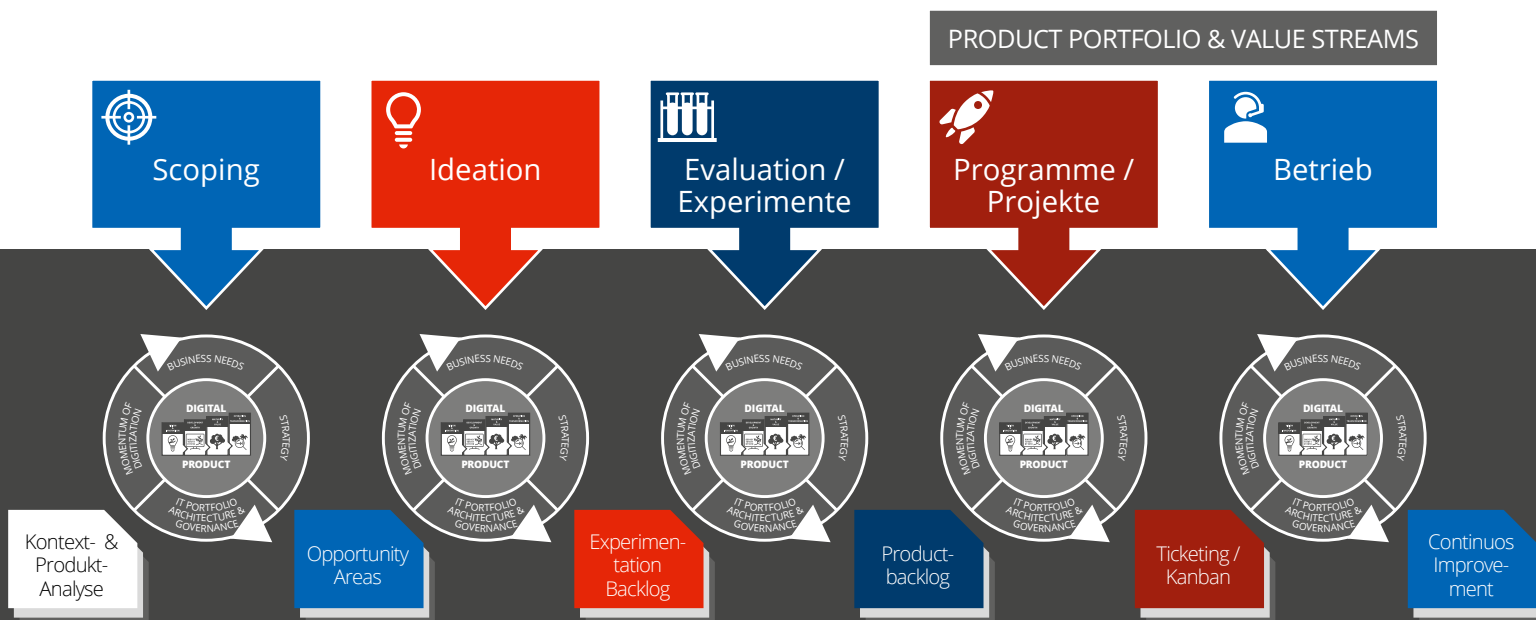 PRODUCT PORTFOLIO & VALUE STREAMS
Scoping
Ideation
Evaluation /
Experimente
Programme /
Projekte
Betrieb
BUSINESS NEEDS
STRATEGY
IT PORTFOLIO
ARCHITECTURE &
GOVERNANCE
MOMENTUM OF
DIGITIZATION
DIGITAL
PRODUCT
BUSINESS NEEDS
STRATEGY
IT PORTFOLIO
ARCHITECTURE &
GOVERNANCE
MOMENTUM OF
DIGITIZATION
DIGITAL
PRODUCT
BUSINESS NEEDS
STRATEGY
IT PORTFOLIO
ARCHITECTURE &
GOVERNANCE
MOMENTUM OF
DIGITIZATION
DIGITAL
PRODUCT
BUSINESS NEEDS
STRATEGY
IT PORTFOLIO
ARCHITECTURE &
GOVERNANCE
MOMENTUM OF
DIGITIZATION
DIGITAL
PRODUCT
BUSINESS NEEDS
STRATEGY
IT PORTFOLIO
ARCHITECTURE &
GOVERNANCE
MOMENTUM OF
DIGITIZATION
DIGITAL
PRODUCT
Kontext- &
Produkt-
Analyse
Opportunity
Areas
Experimen-
tation
Backlog
Product-
backlog
Ticketing /
Kanban
Continuos
Improve-
ment